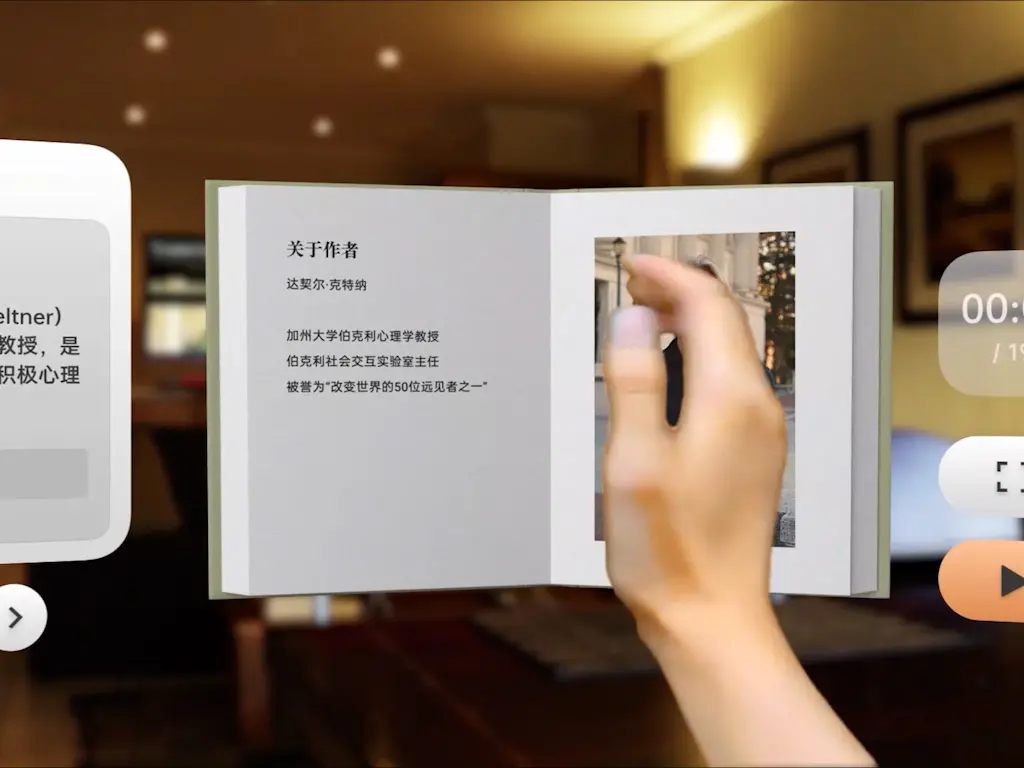 eltner)
教授，是
积极心理
关于作者
达契尔·克特纳
加州大学伯克利心理学教授
伯克利社会交互实验室主任
被誉为“改变世界的50位远见者之一”
00:
/ 1